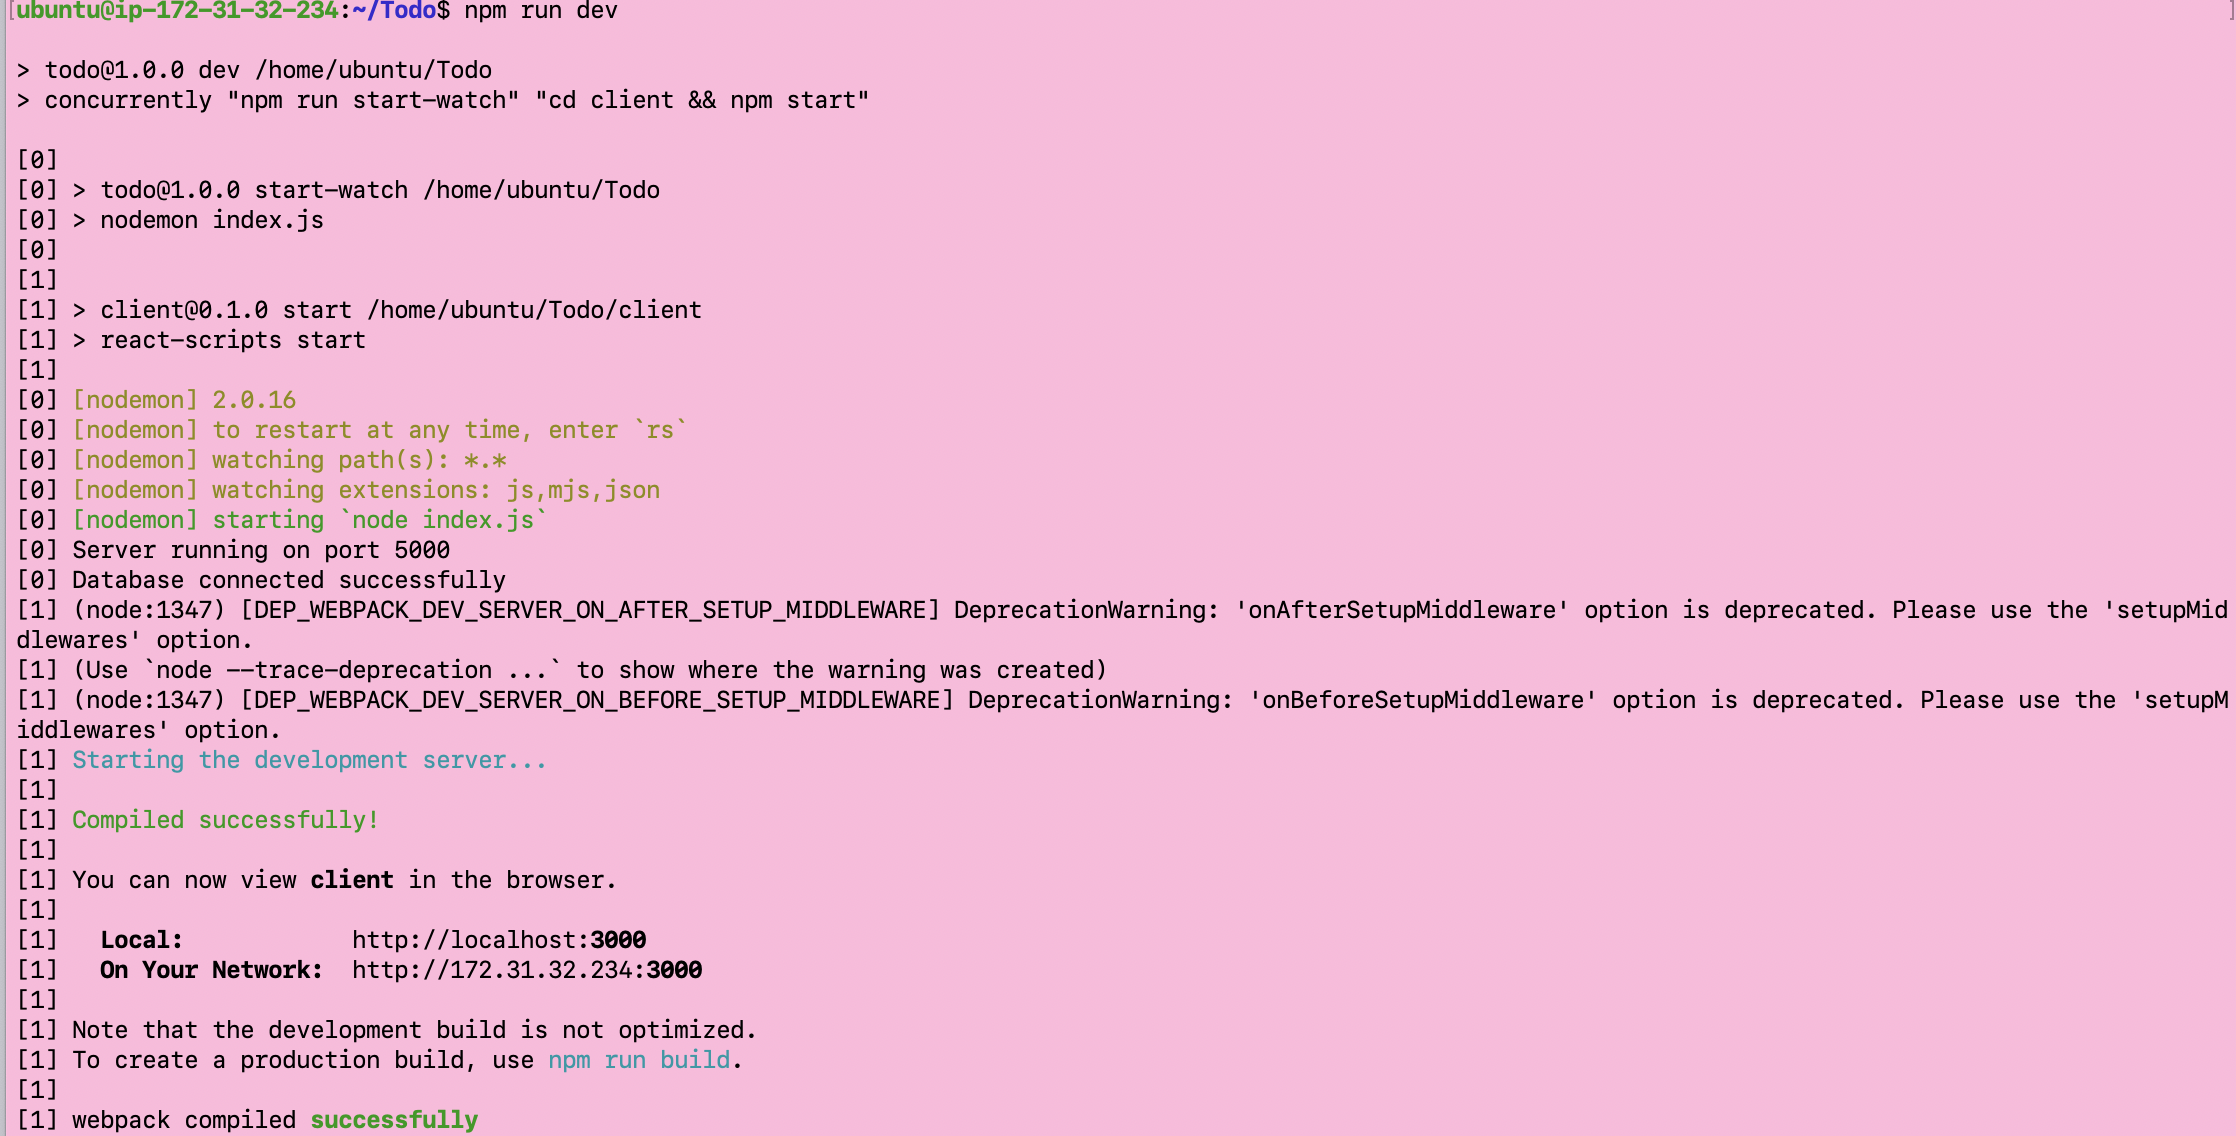 [ubuntu@ip-172-31-32-234:~/Todo$ npm run dev ]
> todo@1.0.0 dev /home/ubuntu/Todo
> concurrently "npm run start-watch" "cd client && npm start"
[0]
[0] > todo@1.0.0 start-watch /home/ubuntu/Todo
[0] > nodemon index.js
[0]
[1]
[1] > client@0.1.0 start /home/ubuntu/Todo/client
[1] > react-scripts start
[1]
[0] [nodemon] 2.0.16
[0] [nodemon] to restart at any time, enter `rs`
[0] [nodemon] watching path(s): *.*
[0] [nodemon] watching extensions: js,mjs,json
[0] [nodemon] starting `node index.js`
[0] Server running on port 5000
[0] Database connected successfully
[1] (node:1347) [DEP_WEBPACK_DEV_SERVER_ON_AFTER_SETUP_MIDDLEWARE] DeprecationWarning: 'onAfterSetupMiddleware' option is deprecated. Please use the 'setupMid
dlewares' option.
[1] (Use `node --trace-deprecation ...` to show where the warning was created)
[1] (node:1347) [DEP_WEBPACK_DEV_SERVER_ON_BEFORE_SETUP_MIDDLEWARE] DeprecationWarning: 'onBeforeSetupMiddleware' option is deprecated. Please use the 'setupM
iddlewares' option.
[1] Starting the development server...
[1]
[1] Compiled successfully!
[1]
[1] You can now view client in the browser.
[1]
[1]   Local:            http://localhost:3000
[1]   On Your Network:  http://172.31.32.234:3000
[1]
[1] Note that the development build is not optimized.
[1] To create a production build, use npm run build.
[1]
[1] webpack compiled successfully